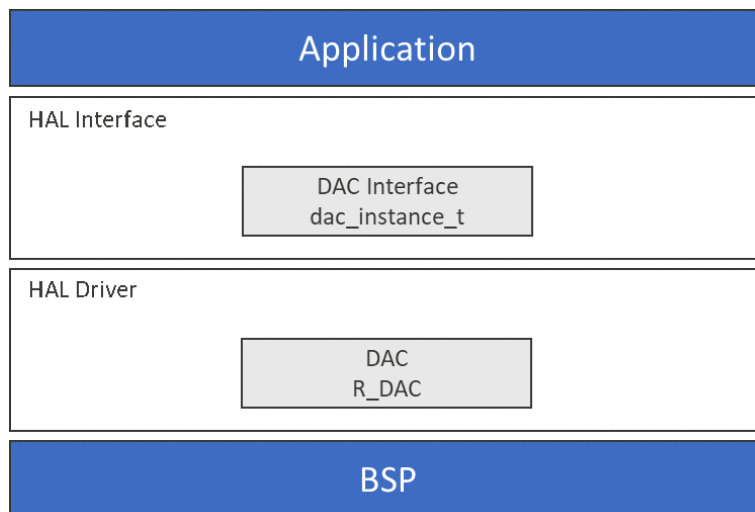 Application
HAL Interface
DAC Interface
dac_instance_t
HAL Driver
DAC
R_DAC
BSP